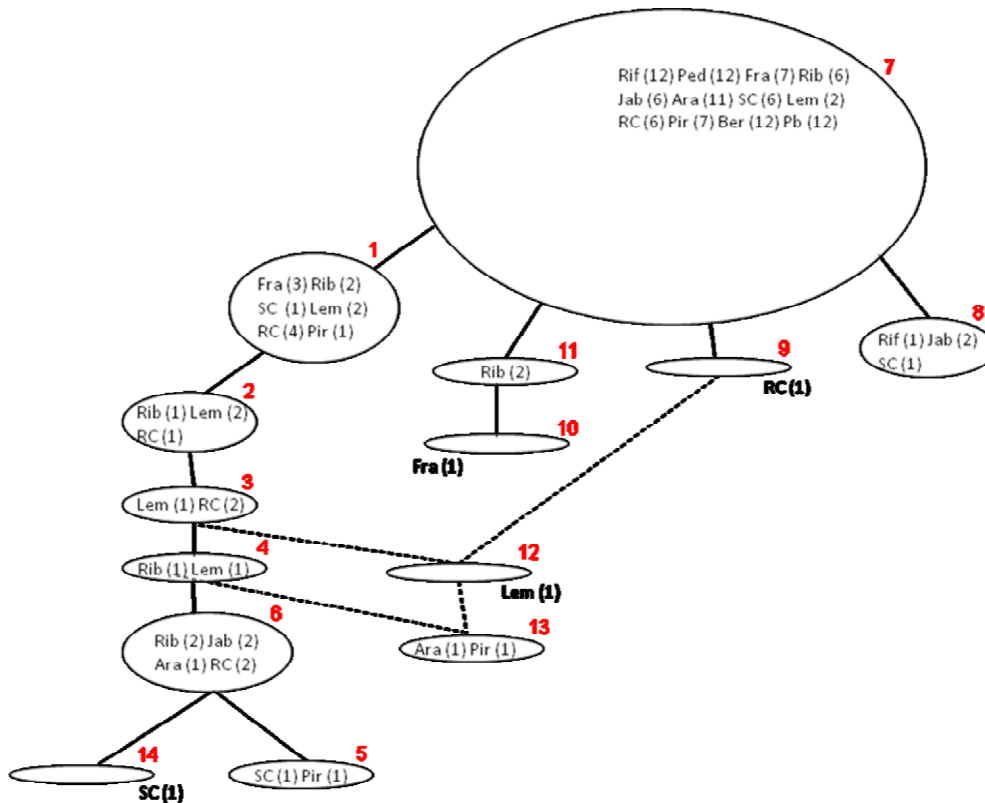 7
Rif (12) Ped (12) Fra (7) Rib (6)
Jab (6) Ara (11) SC (6) Lem (2)
RC (6) Pir (7) Ber (12) Pb (12)
1
Fra (3) Rib (2)
SC (1) Lem (2)
RC (4) Pir (1)
8
Rif (1) Jab (2)
SC (1)
11
Rib (2)
9
RC (1)
2
Rib (1) Lem (2)
RC (1)
10
Fra (1)
3
Lem (1) RC (2)
4
Rib (1) Lem (1)
12
Lem (1)
6
Rib (2) Jab (2)
Ara (1) RC (2)
13
Ara (1) Pir (1)
14
SC (1)
5
SC (1) Pir (1)